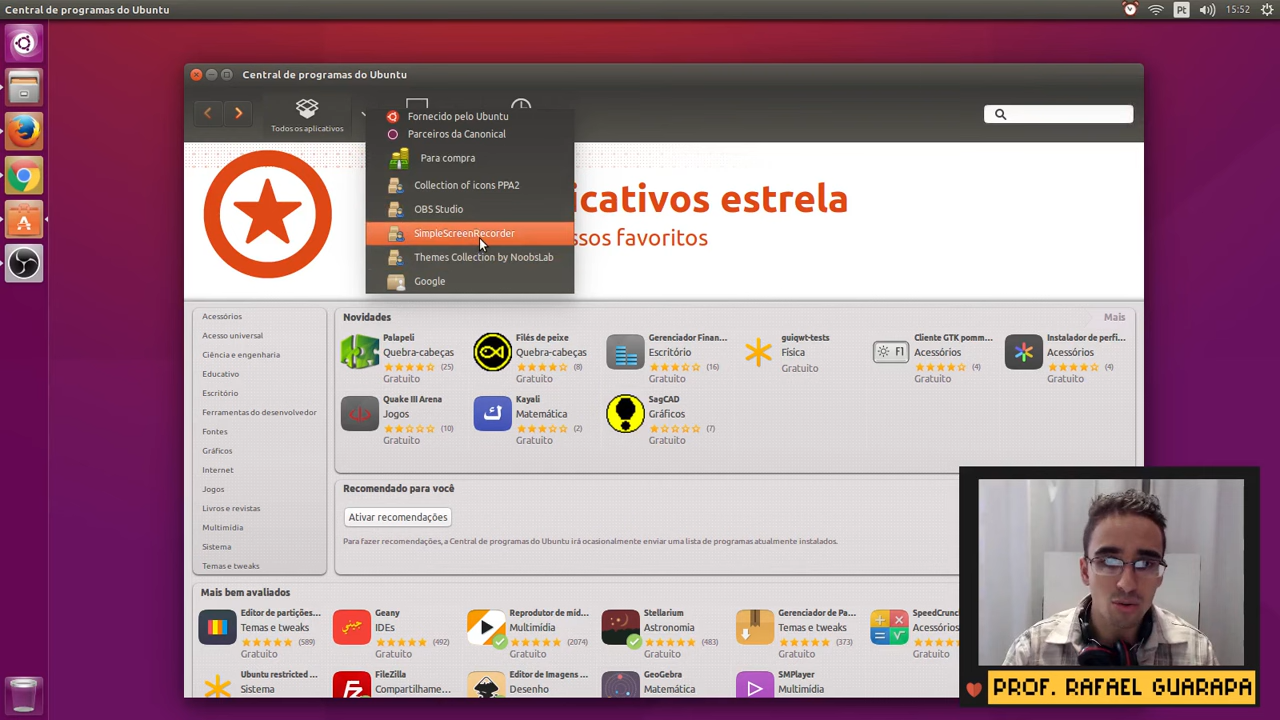 Central de programas do Ubuntu
Pt
15:52
Central de programas do Ubuntu
Todos os aplicativos
Fornecido pelo Ubuntu
Parceiros da Canonical
Para compra
Collection of icons PPA2
OBS Studio
SimpleScreenRecorder
Themes Collection by NoobsLab
Google
icativos estrela
ssos favoritos
Acessórios
Acesso universal
Ciência e engenharia
Educativo
Escritório
Ferramentas do desenvolvedor
Fontes
Gráficos
Internet
Jogos
Livros e revistas
Multimídia
Sistema
Temas e tweaks
Novidades
Mais
Palapeli
Quebra-cabeças
(25)
Gratuito
Filés de peixe
Quebra-cabeças
(8)
Gratuito
Gerenciador Finan...
Escritório
(16)
Gratuito
guiqwt-tests
Física
Gratuito
F1
Cliente GTK pomm...
Acessórios
(4)
Gratuito
Instalador de perfi...
Acessórios
(4)
Gratuito
Quake III Arena
Jogos
(10)
Gratuito
Kayali
Matemática
(2)
Gratuito
SagCAD
Gráficos
(7)
Gratuito
Recomendado para você
Ativar recomendações
Para fazer recomendações, a Central de programas do Ubuntu irá ocasionalmente enviar uma lista de programas atualmente instalados.
Mais bem avaliados
Editor de partições...
Temas e tweaks
(589)
Gratuito
Geany
IDEs
(492)
Gratuito
Reprodutor de míd...
Multimídia
(2074)
Gratuito
Stellarium
Astronomia
(483)
Gratuito
Gerenciador de Pa...
Temas e tweaks
(373)
Gratuito
SpeedCrunc
Acessórios
Gratuito
Ubuntu restricted ...
Sistema
FileZilla
Compartilhame...
Editor de Imagens ...
Desenho
GeoGebra
Matemática
SMPlayer
Multimídia
PROF. RAFAEL GUARAPA